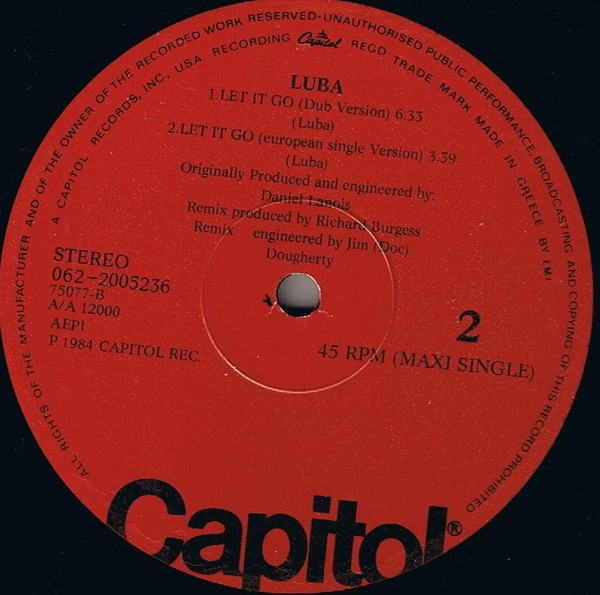 ALL RIGHTS OF THE MANUFACTURER AND OF THE OWNER OF THE RECORDED WORK RESERVED-UNAUTHORISED PUBLIC PERFORMANCE, BROADCASTING AND COPYING OF THIS RECORD PROHIBITED
A CAPITOL RECORDS, INC., U.S.A. RECORDING Capitol REGD TRADE MARK MADE IN GREECE BY EMI
LUBA
1.LET IT GO (Dub Version) 6.33
(Luba)
2.LET IT GO (european single Version) 3.59
(Luba)
Originally Produced and engineered by:
Daniel Lanois
Remix produced by Richard Burgess
Remix engineered by Jim (Doc)
Dougherty
STEREO
062-2005236
75077-B
A/A 12000
AEPI
P 1984 CAPITOL REC.
2
45 RPM (MAXI SINGLE)
Capitol®